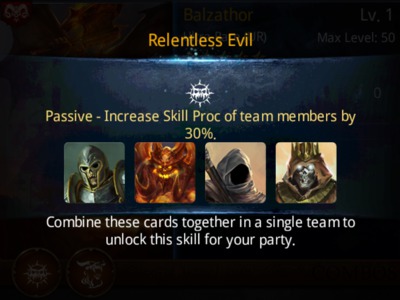 Balzathor
Lv. 1
Relentless Evil
Max Level: 50
Passive - Increase Skill Proc of team members by
30%.
Combine these cards together in a single team to
unlock this skill for your party.